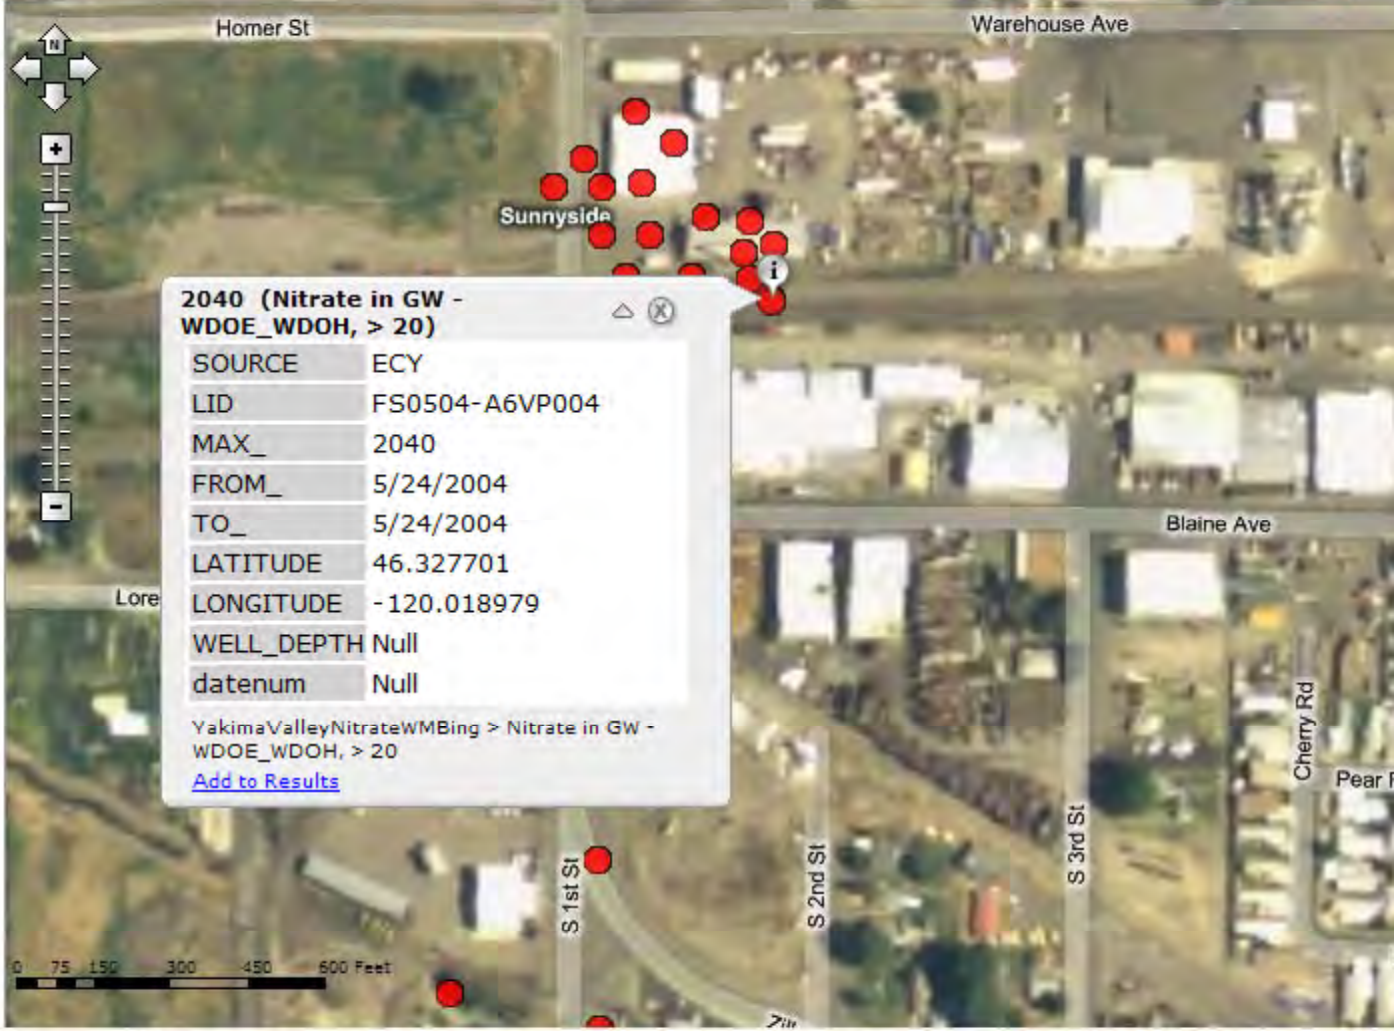 Homer St
Warehouse Ave
N
+
Sunnyside
i
2040 (Nitrate in GW -
WDOE_WDOH, > 20)
X
SOURCE ECY
LID FS0504-A6VP004
MAX_ 2040
FROM_ 5/24/2004
TO_ 5/24/2004
LATITUDE 46.327701
LONGITUDE -120.018979
WELL_DEPTH Null
datenum Null
YakimaValleyNitrateWMBing > Nitrate in GW -
WDOE_WDOH, > 20
Add to Results
-
Blaine Ave
Lore
Cherry Rd
Pear
S 3rd St
S 2nd St
S 1st St
0 75 150 300 450 600 Feet